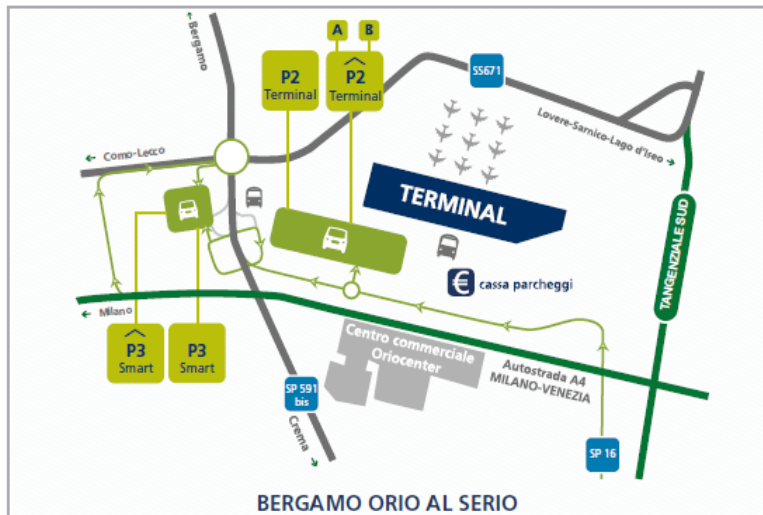 Bergamo
A
B
P2
Terminal
P2
Terminal
SS671
Lovere-Sarnico-Lago d'Iseo
Como-Lecco
TERMINAL
TANGENZIALE SUD
€ cassa parcheggi
Milano
P3
Smart
P3
Smart
Centro commerciale
Oriocenter
Autostrada A4
MILANO-VENEZIA
SP 591
bis
Crema
SP 16
BERGAMO ORIO AL SERIO